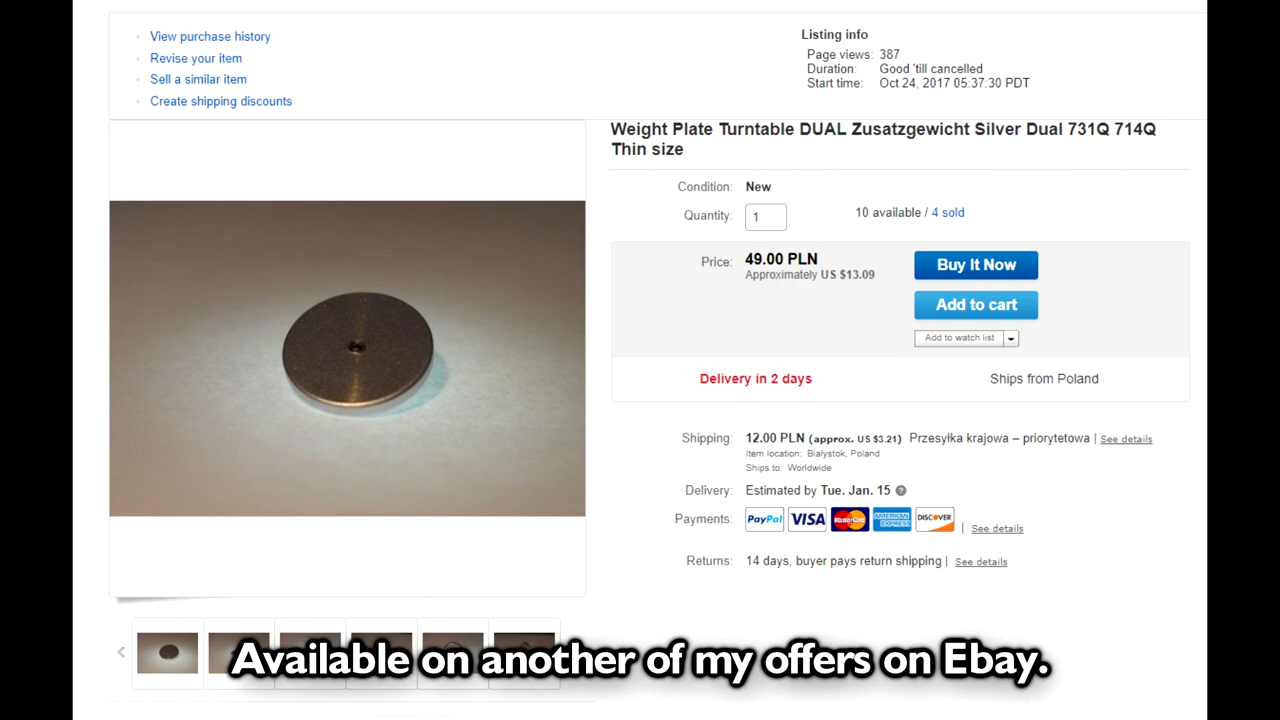 View purchase history
Revise your item
Sell a similar item
Create shipping discounts
Listing info
Page views: 387
Duration: Good 'till cancelled
Start time: Oct 24, 2017 05:37:30 PDT
Weight Plate Turntable DUAL Zusatzgewicht Silver Dual 731Q 714Q
Thin size
Condition: New
Quantity: 1 10 available / 4 sold
Price: 49.00 PLN
Approximately US $13.09
Buy It Now
Add to cart
Add to watch list
Delivery in 2 days Ships from Poland
Shipping: 12.00 PLN (approx. US $3.21) Przesyłka krajowa – priorytetowa | See details
Item location: Bialystok, Poland
Ships to: Worldwide
Delivery: Estimated by Tue. Jan. 15 ?
Payments: PayPal VISA MasterCard AMERICAN EXPRESS DISCOVER | See details
Returns: 14 days, buyer pays return shipping | See details
Available on another of my offers on Ebay.